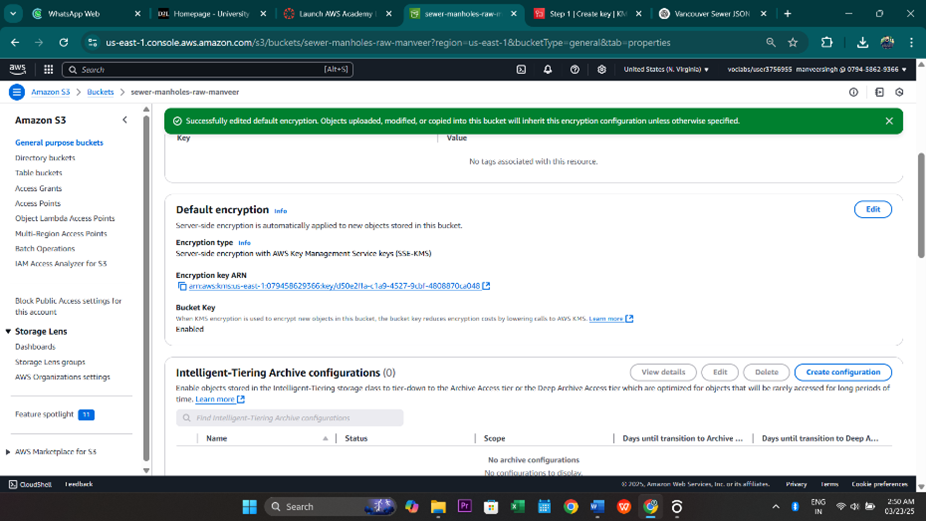 WhatsApp Web
Homepage - University
Launch AWS Academy
sewer-manholes-raw-m
Step 1 | Create key | KM
Vancouver Sewer JSON
us-east-1.console.aws.amazon.com/s3/buckets/sewer-manholes-raw-manveer?region=us-east-1&bucketType=general&tab=properties
aws
Search
[Alt+S]
United States (N. Virginia)
voclabs/user3756955 manveersingh @ 0794-5862-9366
Amazon S3
Buckets
sewer-manholes-raw-manveer
Amazon S3
General purpose buckets
Directory buckets
Table buckets
Access Grants
Access Points
Object Lambda Access Points
Multi-Region Access Points
Batch Operations
IAM Access Analyzer for S3
Block Public Access settings for
this account
Storage Lens
Dashboards
Storage Lens groups
AWS Organizations settings
Feature spotlight 11
AWS Marketplace for S3
Successfully edited default encryption. Objects uploaded, modified, or copied into this bucket will inherit this encryption configuration unless otherwise specified.
Key
Value
No tags associated with this resource.
Default encryption Info
Edit
Server-side encryption is automatically applied to new objects stored in this bucket.
Encryption type Info
Server-side encryption with AWS Key Management Service keys (SSE-KMS)
Encryption key ARN
Bucket Key
When KMS encryption is used to encrypt new objects in this bucket, the bucket key reduces encryption costs by lowering calls to AWS KMS. Learn more
Enabled
Intelligent-Tiering Archive configurations (0)
View details
Edit
Delete
Create configuration
Enable objects stored in the Intelligent-Tiering storage class to tier-down to the Archive Access tier or the Deep Archive Access tier which are optimized for objects that will be rarely accessed for long periods of
time. Learn more
Find Intelligent-Tiering Archive configurations
Name
Status
Scope
Days until transition to Archive ...
Days until transition to Deep A...
No archive configurations
No configurations to display.
CloudShell
Feedback
© 2025, Amazon Web Services, Inc. or its affiliates.
Privacy
Terms
Cookie preferences
Search
ENG
IN
2:50 AM
03/23/25